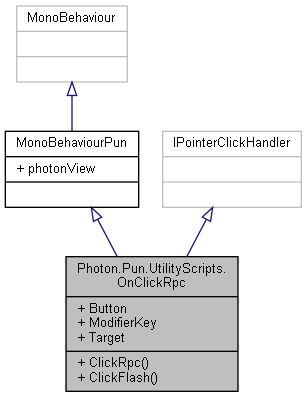 MonoBehaviour
MonoBehaviourPun
+ photonView
IPointerClickHandler
Photon.Pun.UtilityScripts.
OnClickRpc
+ Button
+ ModifierKey
+ Target
+ ClickRpc()
+ ClickFlash()